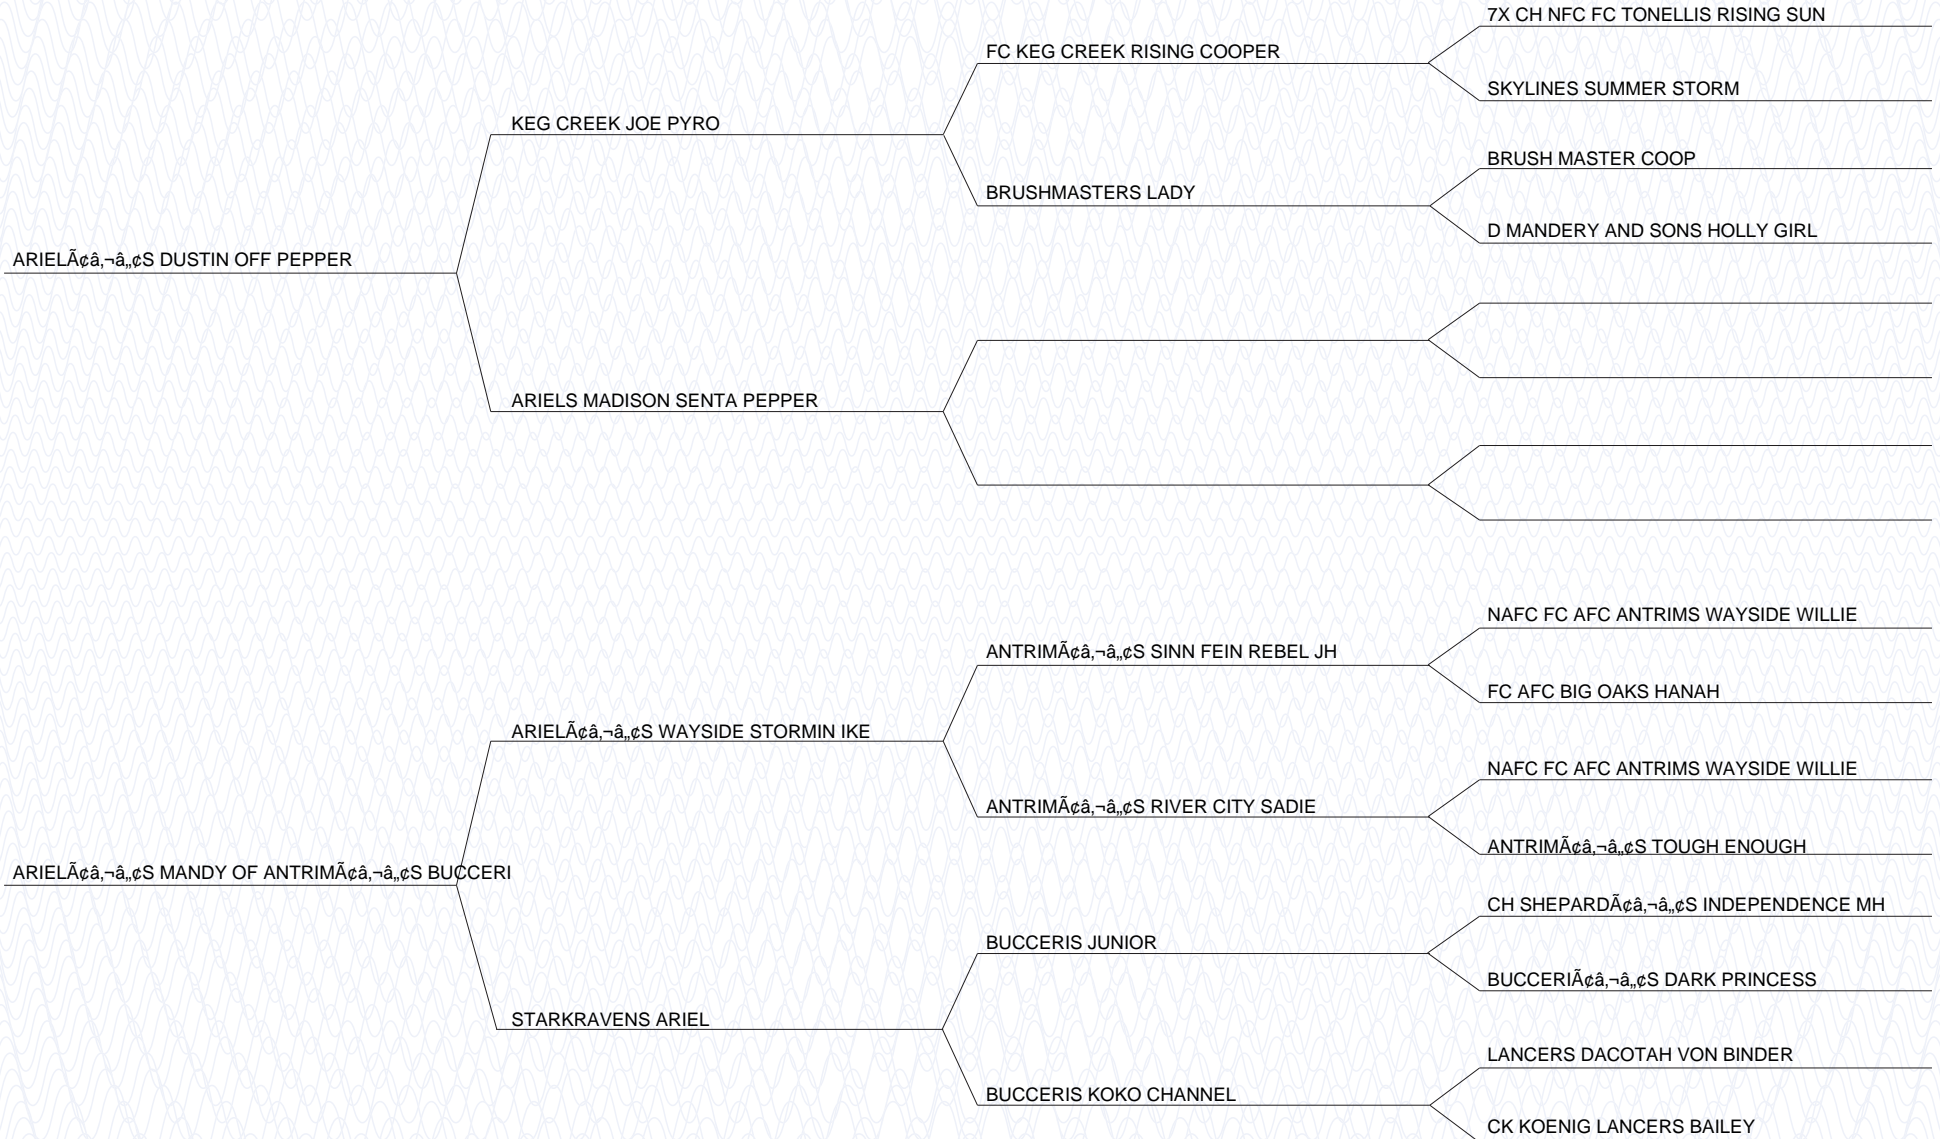 7X CH NFC FC TONELLIS RISING SUN
FC KEG CREEK RISING COOPER
SKYLINES SUMMER STORM
KEG CREEK JOE PYRO
BRUSH MASTER COOP
BRUSHMASTERS LADY
D MANDERY AND SONS HOLLY GIRL
ARIELÃ¢â‚¬â„¢S DUSTIN OFF PEPPER
ARIELS MADISON SENTA PEPPER
NAFC FC AFC ANTRIMS WAYSIDE WILLIE
ANTRIMÃ¢â‚¬â„¢S SINN FEIN REBEL JH
FC AFC BIG OAKS HANAH
ARIELÃ¢â‚¬â„¢S WAYSIDE STORMIN IKE
NAFC FC AFC ANTRIMS WAYSIDE WILLIE
ANTRIMÃ¢â‚¬â„¢S RIVER CITY SADIE
ANTRIMÃ¢â‚¬â„¢S TOUGH ENOUGH
ARIELÃ¢â‚¬â„¢S MANDY OF ANTRIMÃ¢â‚¬â„¢S BUCCERI
CH SHEPARDÃ¢â‚¬â„¢S INDEPENDENCE MH
BUCCERIS JUNIOR
BUCCERIÃ¢â‚¬â„¢S DARK PRINCESS
STARKRAVENS ARIEL
LANCERS DACOTAH VON BINDER
BUCCERIS KOKO CHANNEL
CK KOENIG LANCERS BAILEY